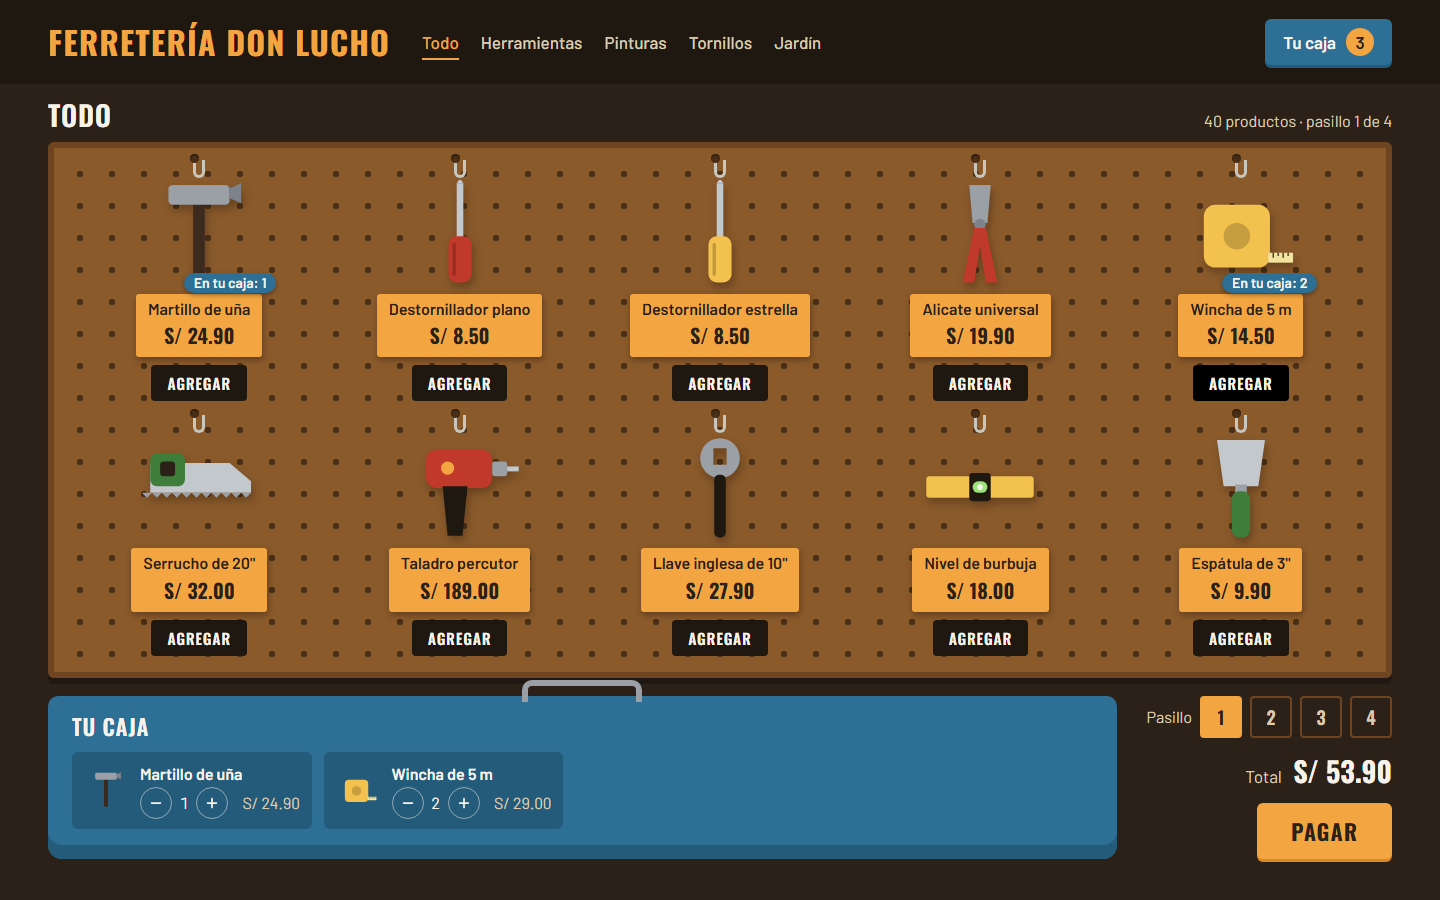 FERRETERÍA DON LUCHO
Todo Herramientas Pinturas Tornillos Jardín
Tu caja 3
TODO
40 productos · pasillo 1 de 4
En tu caja: 1
Martillo de uña
S/ 24.90
AGREGAR
Destornillador plano
S/ 8.50
AGREGAR
Destornillador estrella
S/ 8.50
AGREGAR
Alicate universal
S/ 19.90
AGREGAR
En tu caja: 2
Wincha de 5 m
S/ 14.50
AGREGAR
Serrucho de 20"
S/ 32.00
AGREGAR
Taladro percutor
S/ 189.00
AGREGAR
Llave inglesa de 10"
S/ 27.90
AGREGAR
Nivel de burbuja
S/ 18.00
AGREGAR
Espátula de 3"
S/ 9.90
AGREGAR
TU CAJA
Martillo de uña
− 1 + S/ 24.90
Wincha de 5 m
− 2 + S/ 29.00
Pasillo 1 2 3 4
Total S/ 53.90
PAGAR